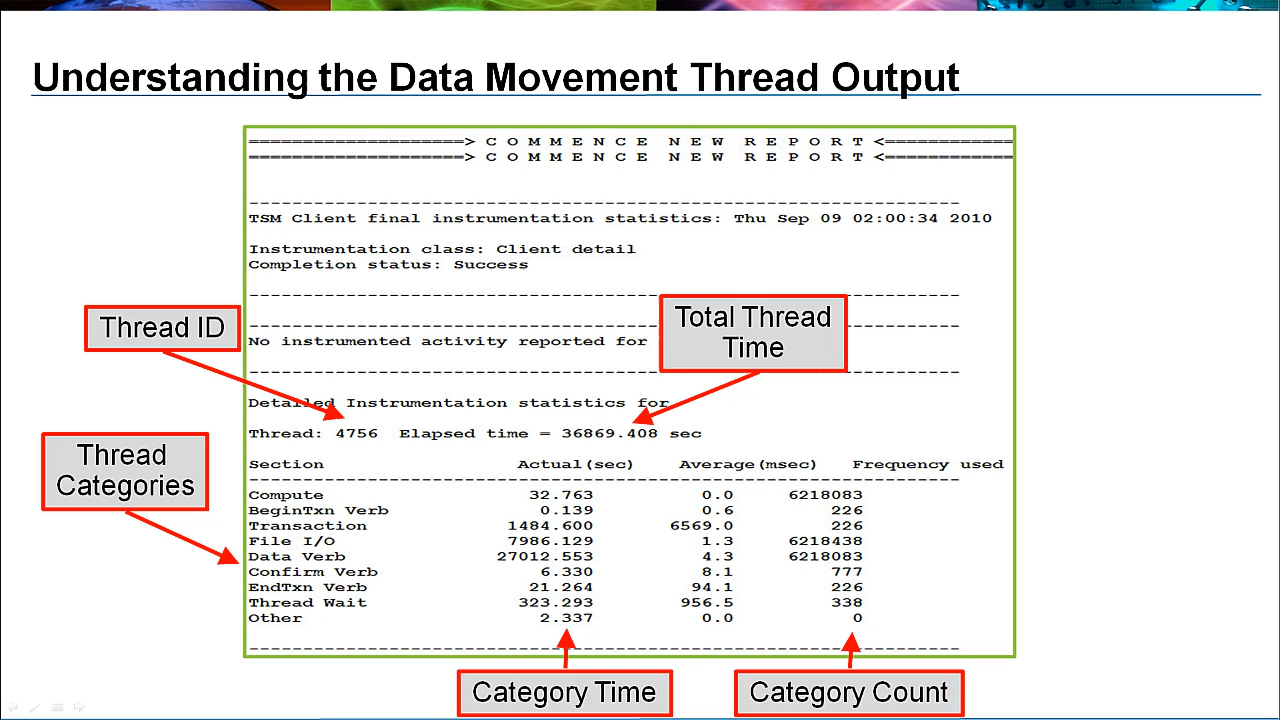 Understanding the Data Movement Thread Output
====================> C O M M E N C E   N E W   R E P O R T <============
====================> C O M M E N C E   N E W   R E P O R T <============
------------------------------------------------------------------
TSM Client final instrumentation statistics: Thu Sep 09 02:00:34 2010
Instrumentation class: Client detail
Completion status: Success
------------------------------------------------------------------
Thread ID
Total Thread
Time
------------------------------------------------------------------
No instrumented activity reported for
------------------------------------------------------------------
Detailed Instrumentation statistics for
Thread: 4756  Elapsed time = 36869.408 sec
Thread
Categories
Section Actual(sec) Average(msec) Frequency used
------------------------------------------------------------------
Compute 32.763 0.0 6218083
BeginTxn Verb 0.139 0.6 226
Transaction 1484.600 6569.0 226
File I/O 7986.129 1.3 6218438
Data Verb 27012.553 4.3 6218083
Confirm Verb 6.330 8.1 777
EndTxn Verb 21.264 94.1 226
Thread Wait 323.293 956.5 338
Other 2.337 0.0 0
------------------------------------------------------------------
Category Time
Category Count